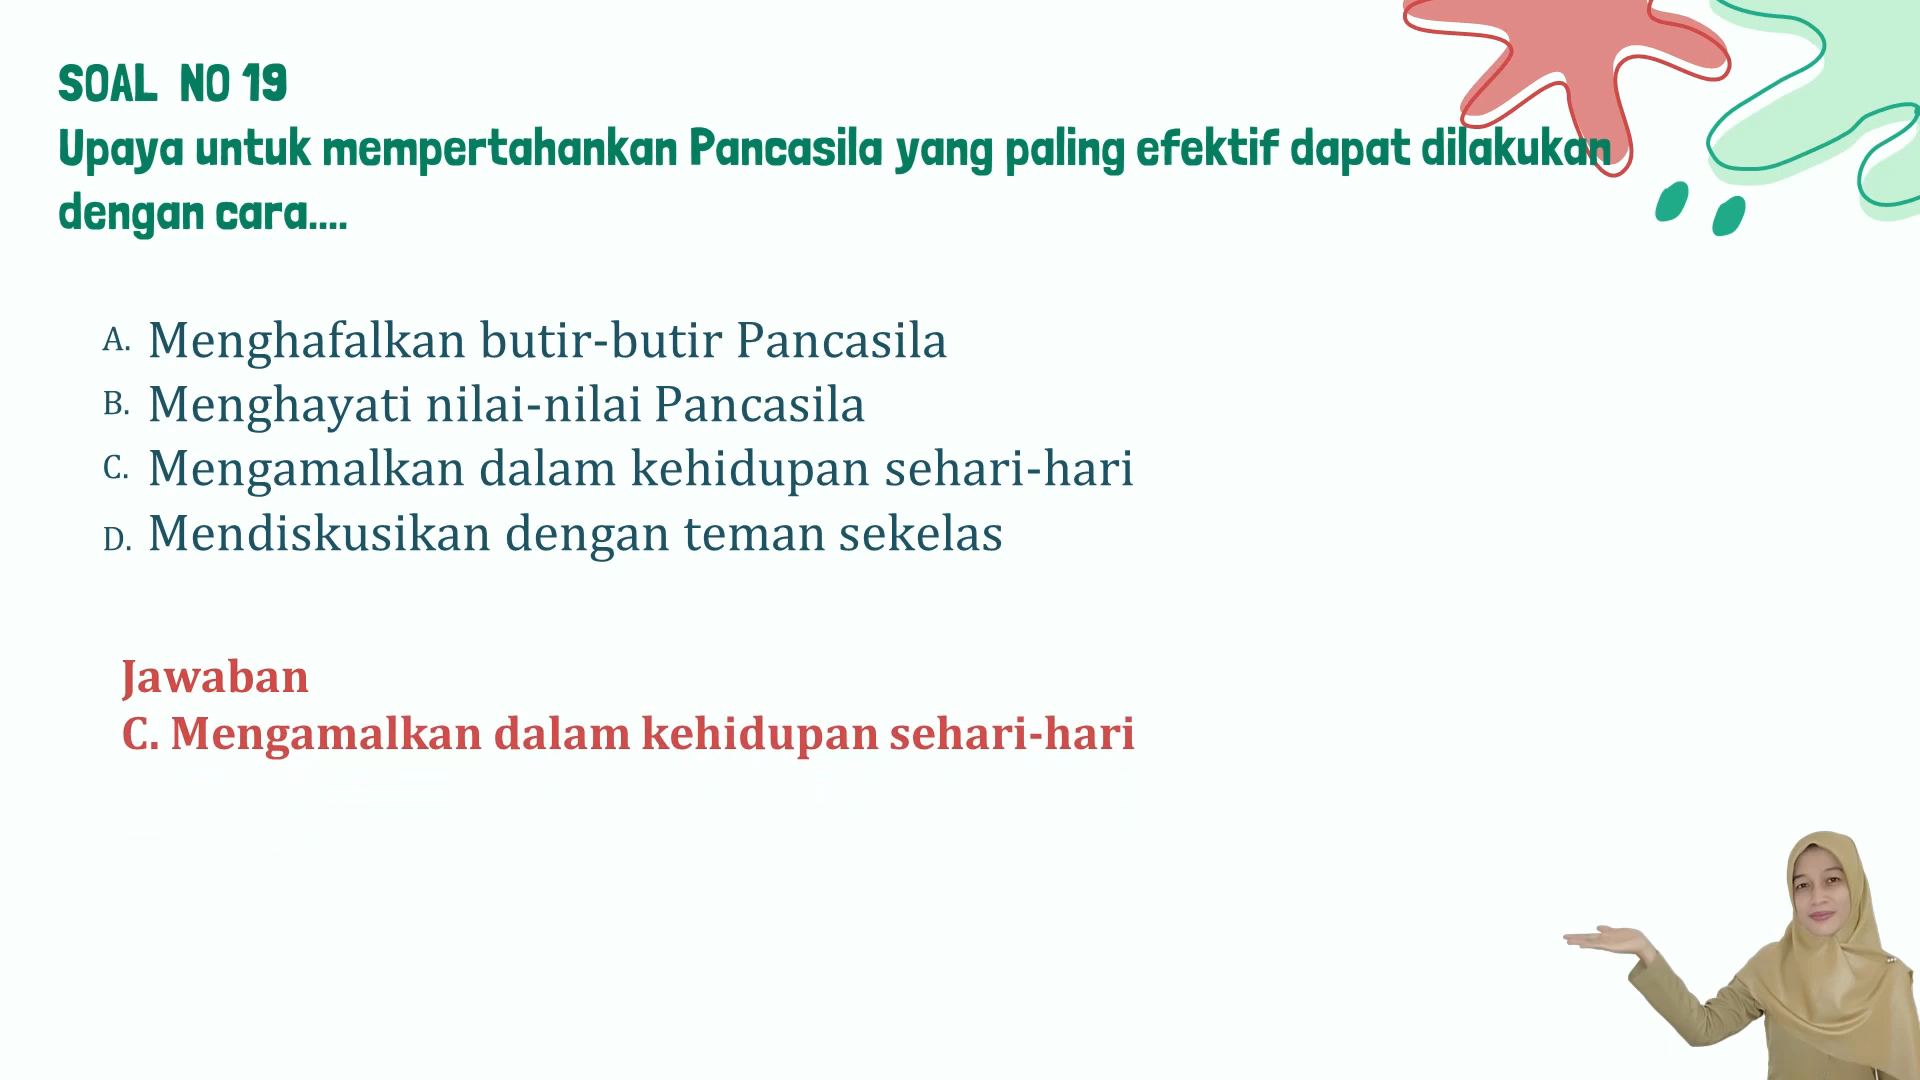 SOAL NO 19
Upaya untuk mempertahankan Pancasila yang paling efektif dapat dilakukan
dengan cara....
A. Menghafalkan butir-butir Pancasila
B. Menghayati nilai-nilai Pancasila
C. Mengamalkan dalam kehidupan sehari-hari
D. Mendiskusikan dengan teman sekelas
Jawaban
C. Mengamalkan dalam kehidupan sehari-hari